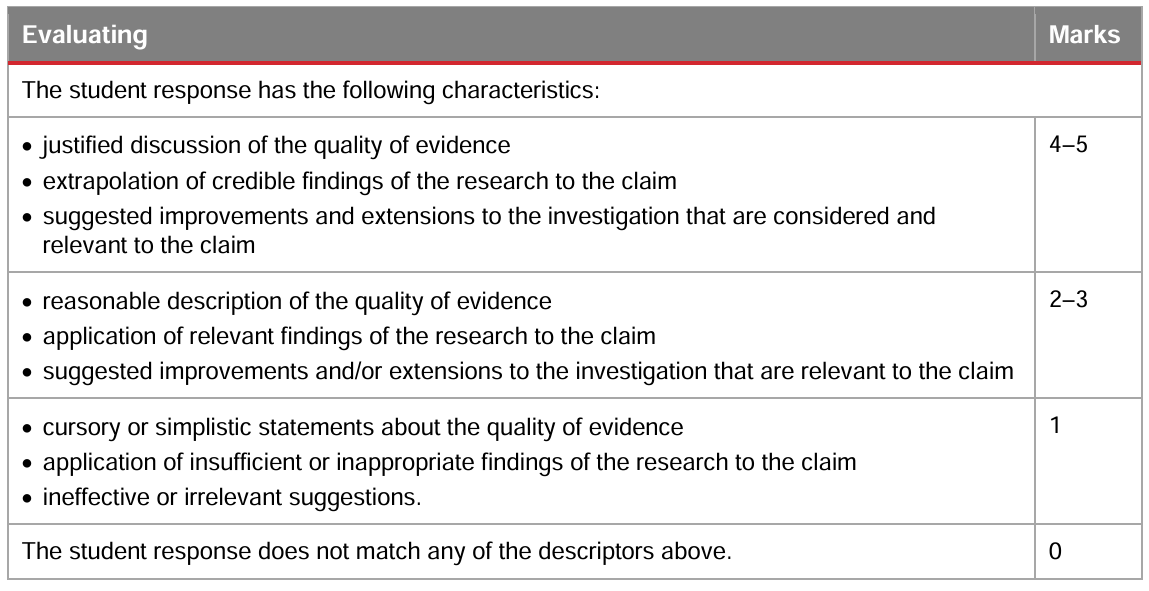 Evaluating Marks
The student response has the following characteristics:
• justified discussion of the quality of evidence 4–5
• extrapolation of credible findings of the research to the claim
• suggested improvements and extensions to the investigation that are considered and
relevant to the claim
• reasonable description of the quality of evidence 2–3
• application of relevant findings of the research to the claim
• suggested improvements and/or extensions to the investigation that are relevant to the claim
• cursory or simplistic statements about the quality of evidence 1
• application of insufficient or inappropriate findings of the research to the claim
• ineffective or irrelevant suggestions.
The student response does not match any of the descriptors above. 0